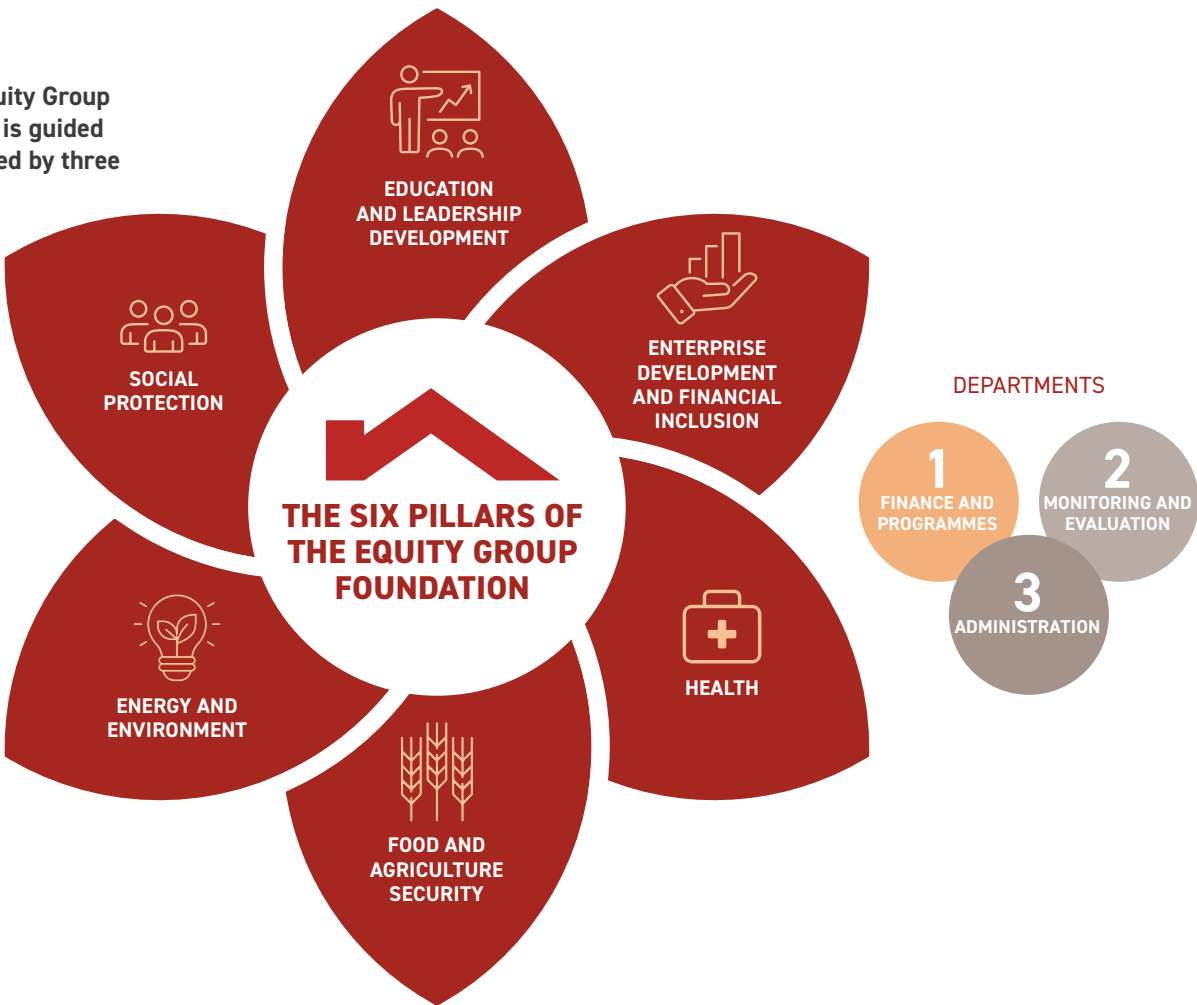 uity Group
is guided
ed by three
EDUCATION
AND LEADERSHIP
DEVELOPMENT
ENTERPRISE
DEVELOPMENT
AND FINANCIAL
INCLUSION
SOCIAL
PROTECTION
THE SIX PILLARS OF
THE EQUITY GROUP
FOUNDATION
HEALTH
ENERGY AND
ENVIRONMENT
FOOD AND
AGRICULTURE
SECURITY
DEPARTMENTS
1
FINANCE AND
PROGRAMMES
2
MONITORING AND
EVALUATION
3
ADMINISTRATION